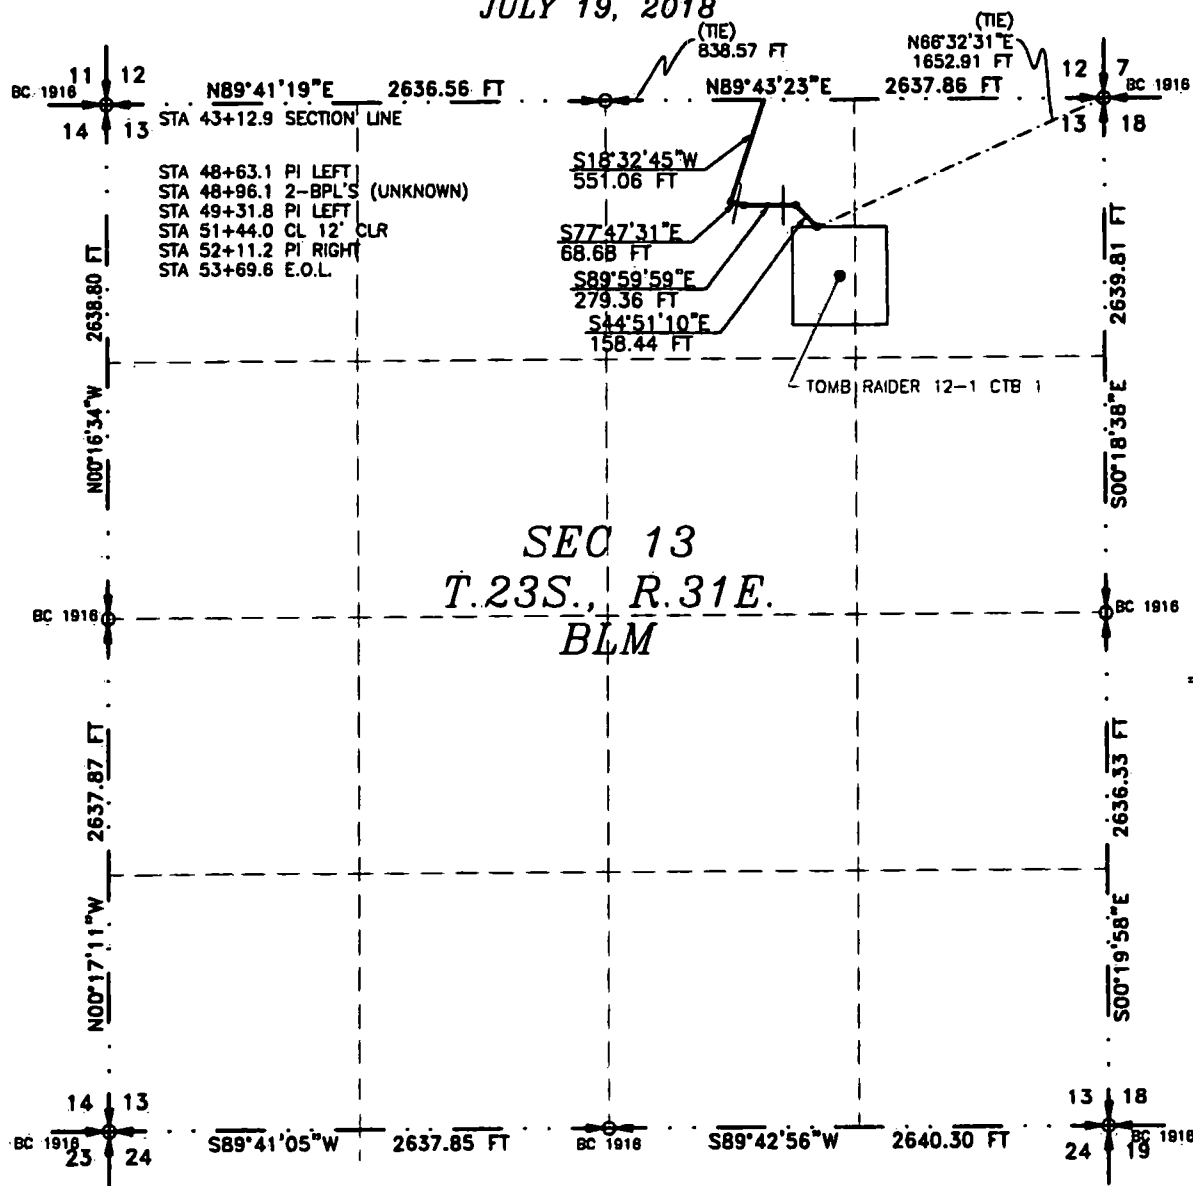 JULY 19, 2018
(TIE)
838.57 FT
(TIE)
N66°32'31"E
1652.91 FT
11 12
BC 1916
14 13
N89°41'19"E 2636.56 FT
N89°43'23"E 2637.86 FT
12 7
BC 1916
13 18
STA 43+12.9 SECTION LINE
STA 48+63.1 PI LEFT
STA 48+96.1 2-BPL'S (UNKNOWN)
STA 49+31.8 PI LEFT
STA 51+44.0 CL 12' CLR
STA 52+11.2 PI RIGHT
STA 53+69.6 E.O.L.
S18°32'45"W
551.06 FT
S77°47'31"E
68.68 FT
S89°59'59"E
279.36 FT
S44°51'10"E
158.44 FT
TOMB RAIDER 12-1 CTB 1
N00°16'34"W 2638.80 FT
S00°18'38"E 2639.81 FT
SEC 13
T.23S., R.31E.
BLM
BC 1916
BC 1916
N00°17'11"W 2637.87 FT
S00°19'58"E 2636.33 FT
14 13
BC 1916
23 24
S89°41'05"W 2637.85 FT
BC 1916
S89°42'56"W 2640.30 FT
13 18
BC 1916
24 19